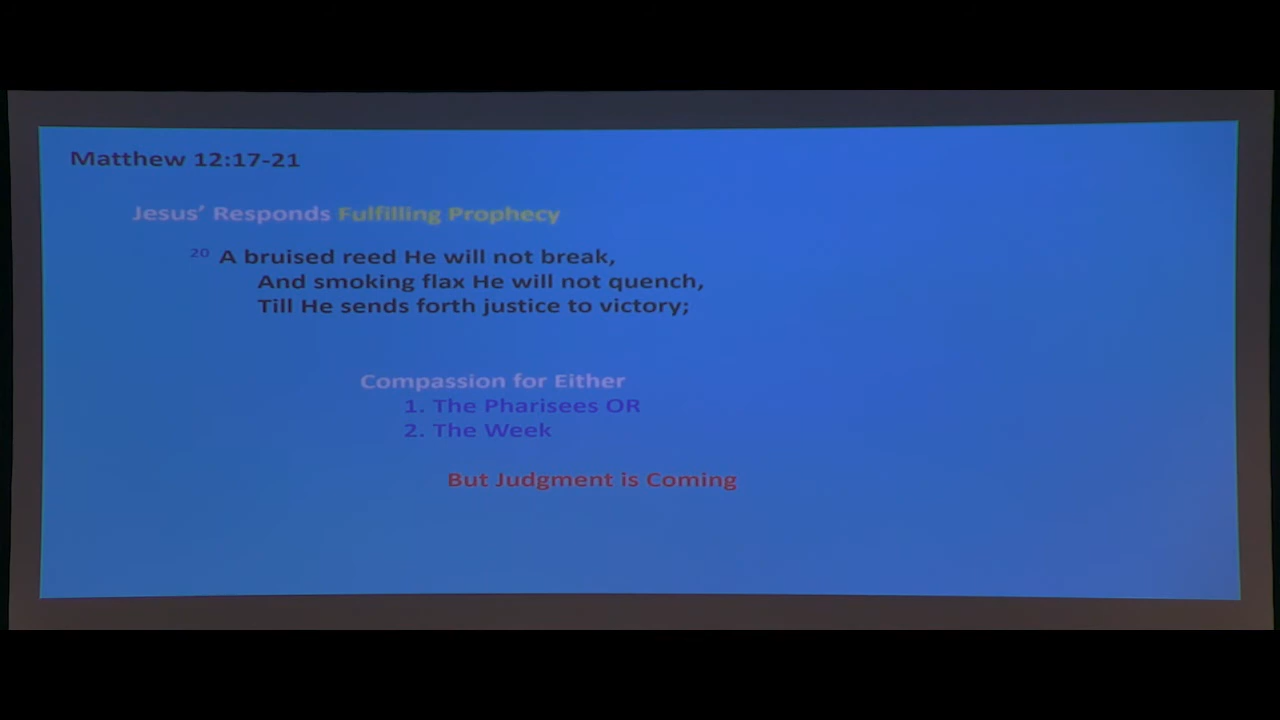 Matthew 12:17-21
Jesus’ Responds Fulfilling Prophecy
20 A bruised reed He will not break,
And smoking flax He will not quench,
Till He sends forth justice to victory;
Compassion for Either
1. The Pharisees OR
2. The Week
But Judgment is Coming